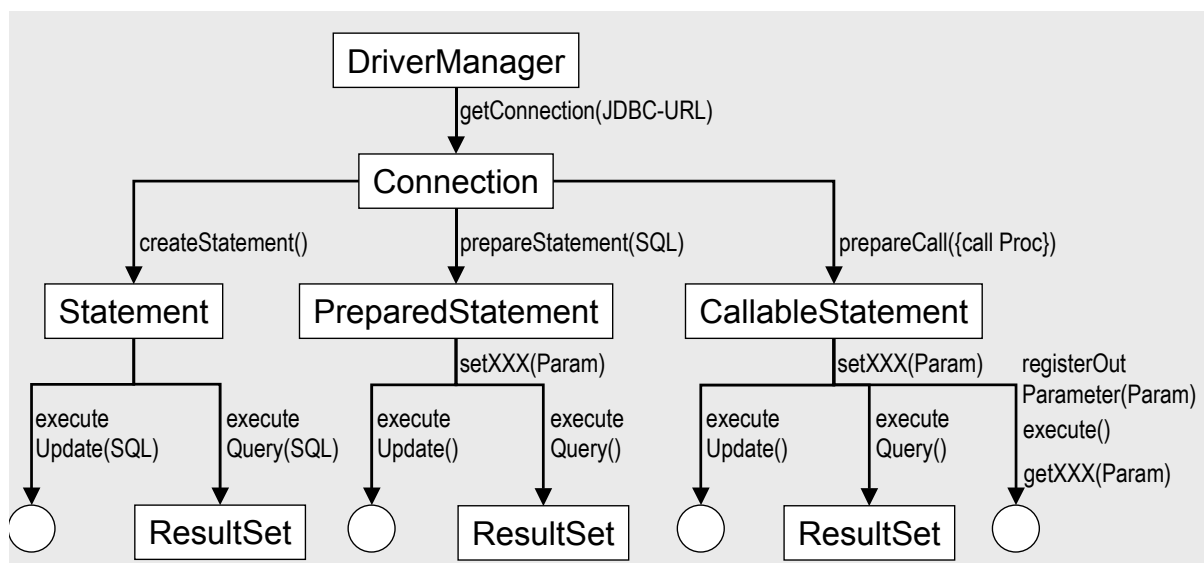 DriverManager
getConnection(JDBC-URL)
Connection
createStatement()
prepareStatement(SQL)
prepareCall({call Proc})
Statement
PreparedStatement
CallableStatement
setXXX(Param)
setXXX(Param)
registerOut
Parameter(Param)
execute
Update(SQL)
execute
Query(SQL)
execute
Update()
execute
Query()
execute
Update()
execute
Query()
execute()
getXXX(Param)
ResultSet
ResultSet
ResultSet